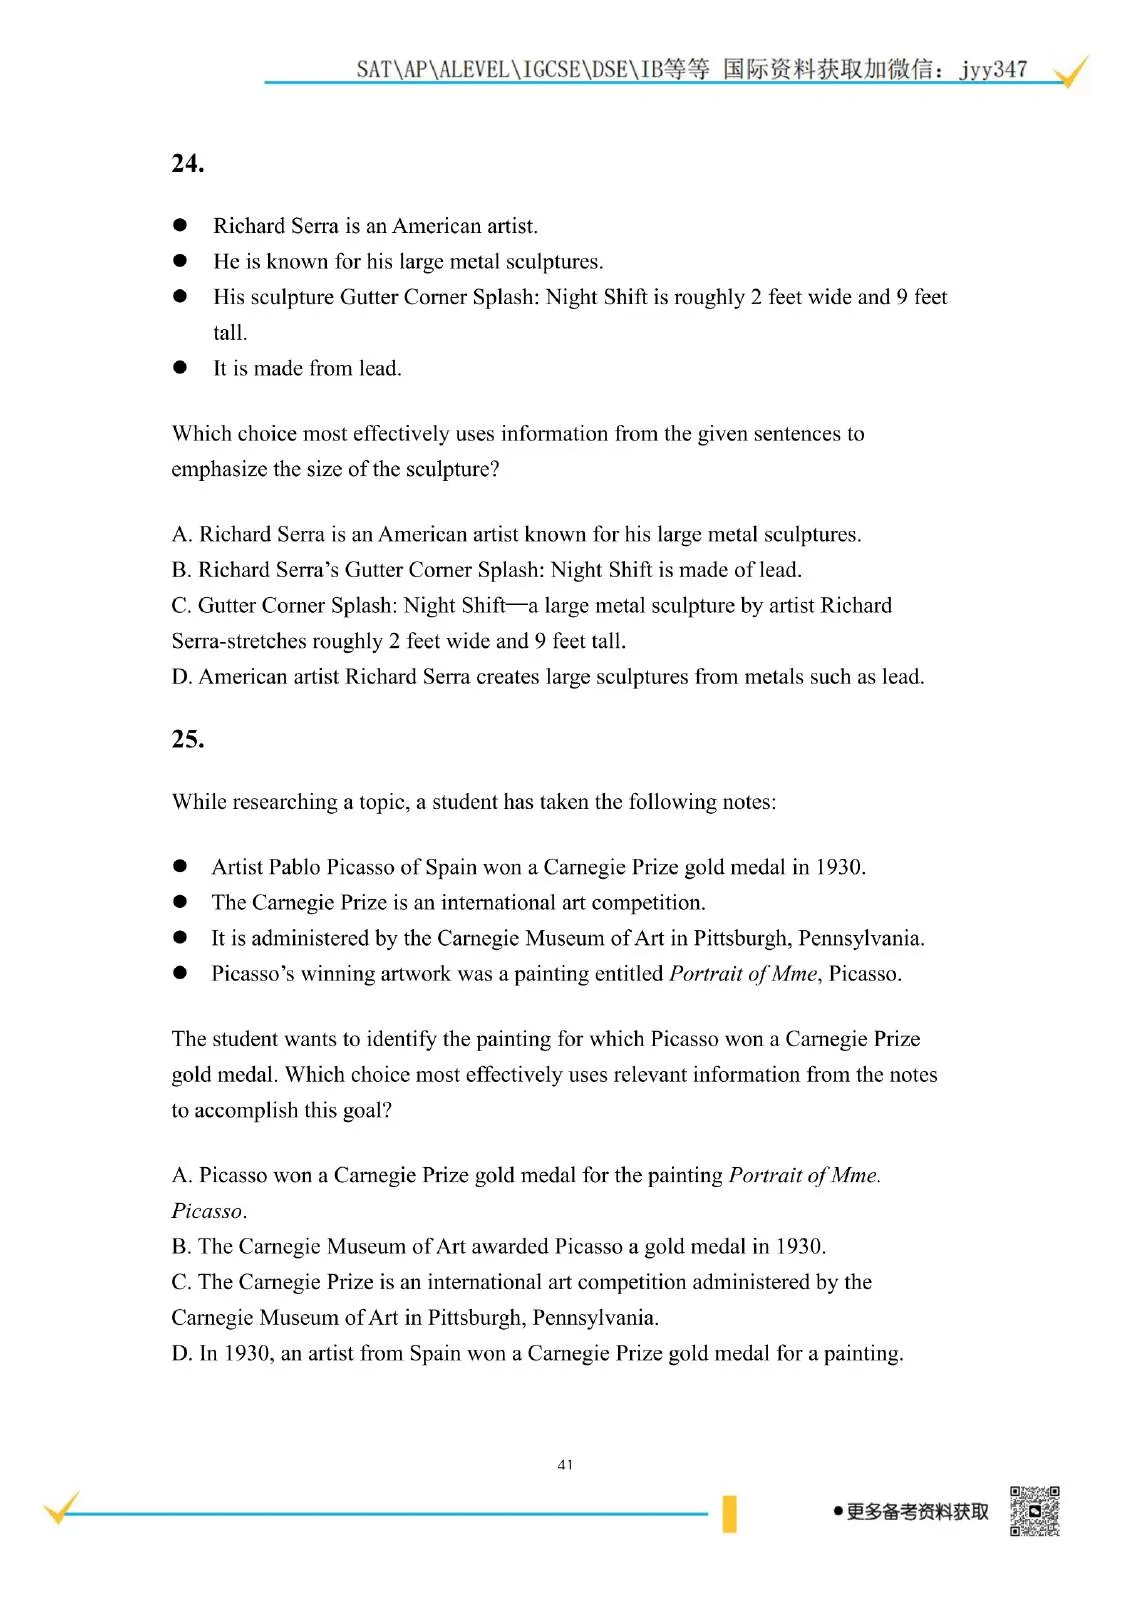 SAT\AP\ALEVEL\IGCSE\DSE\IB等等 国际资料获取加微信：jyy347
24.
● Richard Serra is an American artist.
● He is known for his large metal sculptures.
● His sculpture Gutter Corner Splash: Night Shift is roughly 2 feet wide and 9 feet
tall.
● It is made from lead.
Which choice most effectively uses information from the given sentences to
emphasize the size of the sculpture?
A. Richard Serra is an American artist known for his large metal sculptures.
B. Richard Serra’s Gutter Corner Splash: Night Shift is made of lead.
C. Gutter Corner Splash: Night Shift—a large metal sculpture by artist Richard
Serra-stretches roughly 2 feet wide and 9 feet tall.
D. American artist Richard Serra creates large sculptures from metals such as lead.
25.
While researching a topic, a student has taken the following notes:
● Artist Pablo Picasso of Spain won a Carnegie Prize gold medal in 1930.
● The Carnegie Prize is an international art competition.
● It is administered by the Carnegie Museum of Art in Pittsburgh, Pennsylvania.
● Picasso’s winning artwork was a painting entitled Portrait of Mme, Picasso.
The student wants to identify the painting for which Picasso won a Carnegie Prize
gold medal. Which choice most effectively uses relevant information from the notes
to accomplish this goal?
A. Picasso won a Carnegie Prize gold medal for the painting Portrait of Mme.
Picasso.
B. The Carnegie Museum of Art awarded Picasso a gold medal in 1930.
C. The Carnegie Prize is an international art competition administered by the
Carnegie Museum of Art in Pittsburgh, Pennsylvania.
D. In 1930, an artist from Spain won a Carnegie Prize gold medal for a painting.
41
●更多备考资料获取